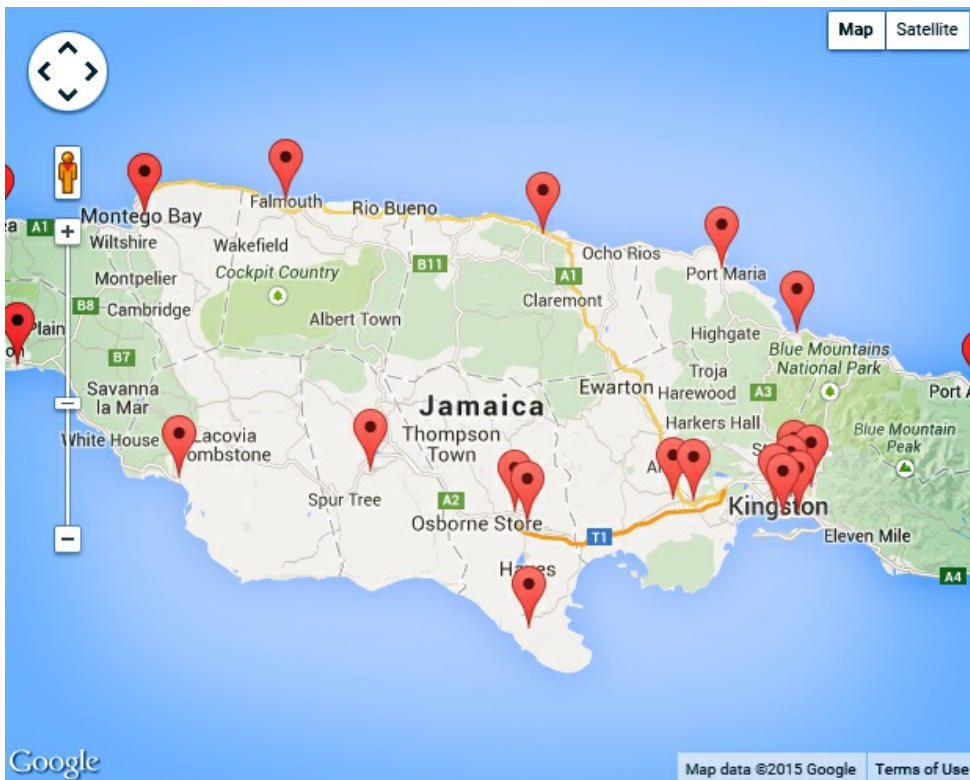 Map Satellite
Falmouth
Rio Bueno
Montego Bay
A1
Wiltshire
Wakefield
Ocho Rios
B11
Cockpit Country
A1
Port Maria
Montpelier
B8
Cambridge
Albert Town
Claremont
Plain
Highgate
B7
Blue Mountains
National Park
Troja
Savanna
la Mar
Ewarton
Harewood
A3
Port A
Jamaica
Harkers Hall
White House
Lacovia
Tombstone
Thompson
Town
Blue Mountain
Peak
Spur Tree
A2
Osborne Store
Kingston
T1
Eleven Mile
Hayes
A4
Google
Map data ©2015 Google Terms of Use